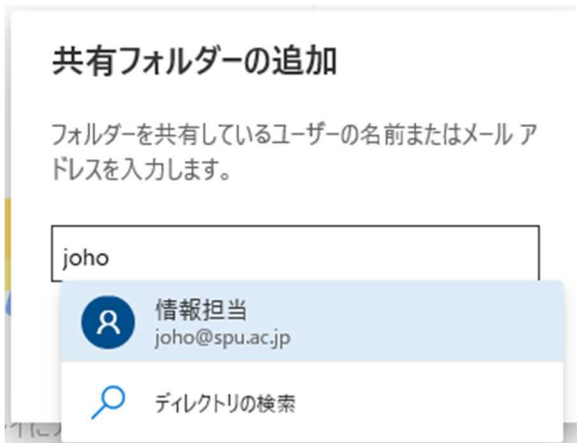 共有フォルダーの追加
フォルダーを共有しているユーザーの名前またはメール ア
ドレスを入力します。
joho
情報担当
joho@spu.ac.jp
ディレクトリの検索